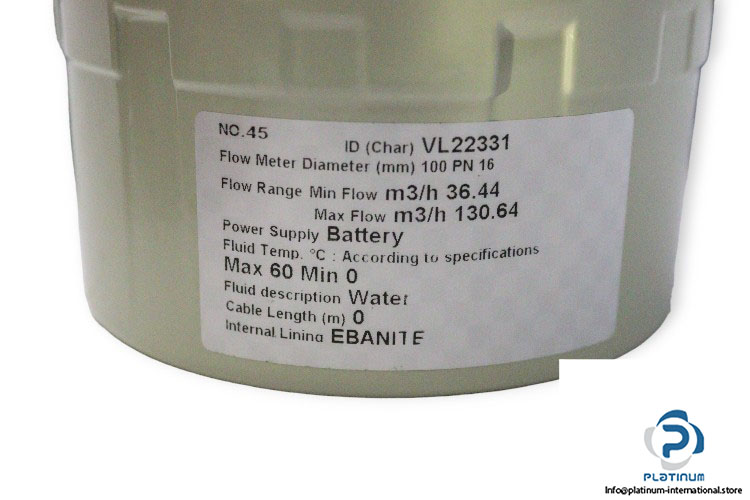 NO.45
ID (Char) VL22331
Flow Meter Diameter (mm) 100 PN 16
Flow Range Min Flow m3/h 36.44
Max Flow m3/h 130.64
Power Supply Battery
Fluid Temp. °C : According to specifications
Max 60 Min 0
Fluid description Water
Cable Length (m) 0
Internal Lining EBANITE
PLATINUM
Info@platinum-international.store